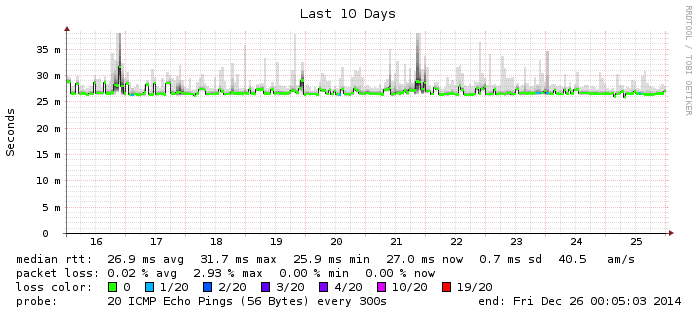 Last 10 Days
RRDTOOL / TOBI OETIKER
Seconds
35 m
30 m
25 m
20 m
15 m
10 m
5 m
0
16 17 18 19 20 21 22 23 24 25
median rtt: 26.9 ms avg 31.7 ms max 25.9 ms min 27.0 ms now 0.7 ms sd 40.5 am/s
packet loss: 0.02 % avg 2.93 % max 0.00 % min 0.00 % now
loss color: 0 1/20 2/20 3/20 4/20 10/20 19/20
probe: 20 ICMP Echo Pings (56 Bytes) every 300s end: Fri Dec 26 00:05:03 2014